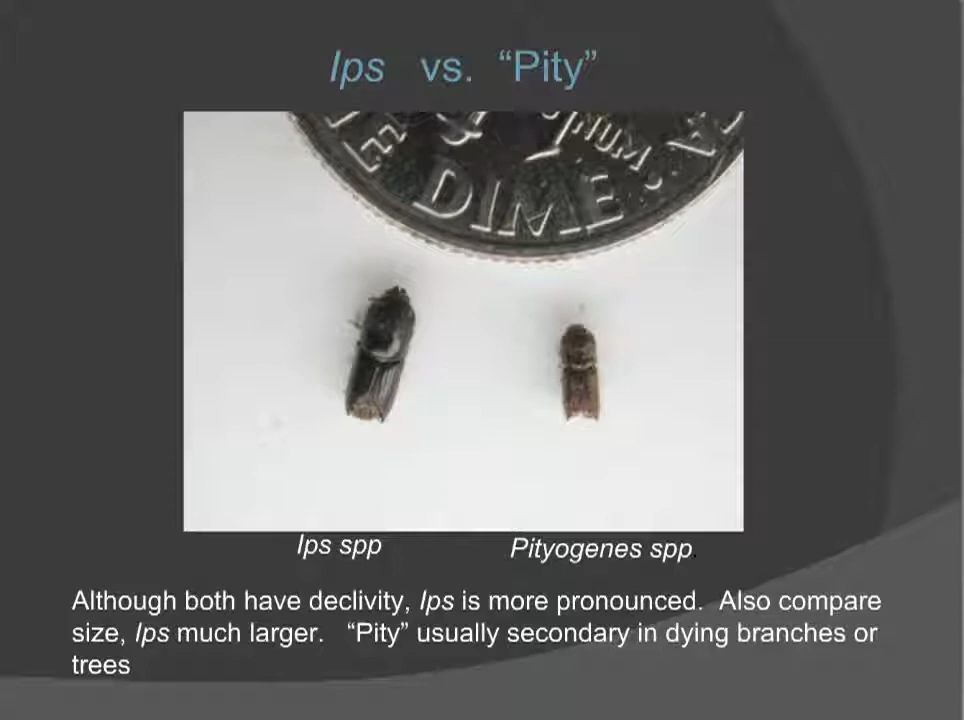 Ips vs. “Pity”
DIME
Ips spp
Pityogenes spp.
Although both have declivity, Ips is more pronounced. Also compare
size, Ips much larger. “Pity” usually secondary in dying branches or
trees